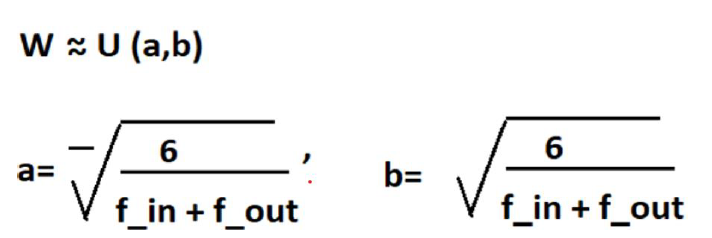 W ≈ U (a,b)
a= -√(6 / (f_in + f_out)) , b= √(6 / (f_in + f_out))